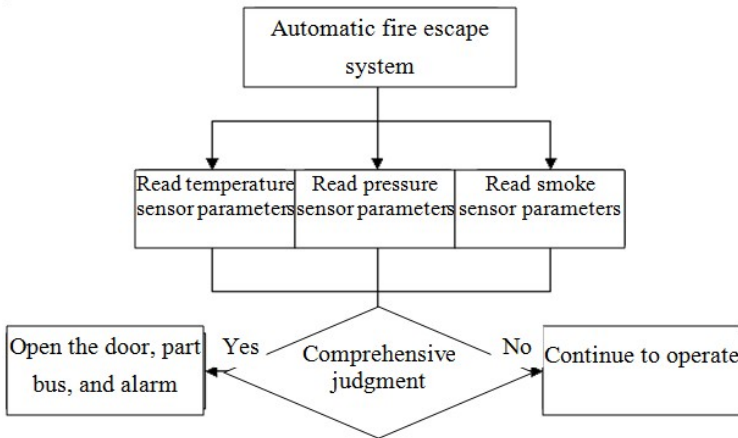 Automatic fire escape
system
Read temperature
sensor parameters
Read pressure
sensor parameters
Read smoke
sensor parameters
Open the door, part
bus, and alarm
Yes
Comprehensive
judgment
No
Continue to operate